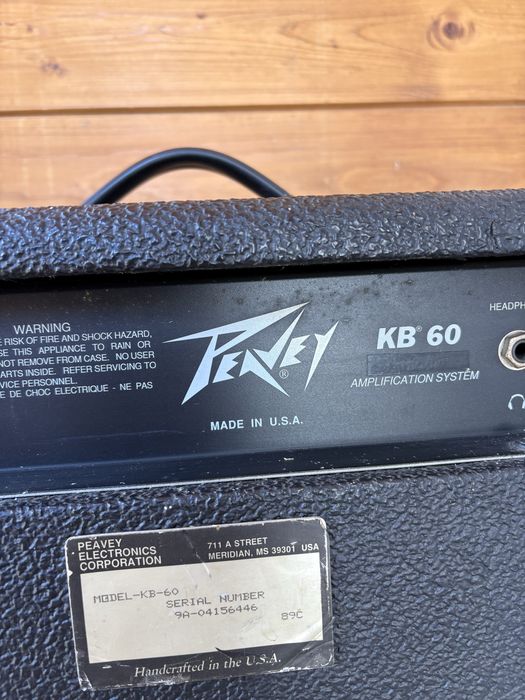 WARNING
RISK OF FIRE AND SHOCK HAZARD,
SE THIS APPLIANCE TO RAIN OR
NOT REMOVE FROM CASE. NO USER
ARTS INSIDE. REFER SERVICING TO
VICE PERSONNEL.
E DE CHOC ELECTRIQUE - NE PAS
PEAVEY®
MADE IN U.S.A.
KB® 60
AMPLIFICATION SYSTEM
HEADPH
PEAVEY
ELECTRONICS
CORPORATION
711 A STREET
MERIDIAN, MS 39301 USA
MODEL-KB-60
SERIAL NUMBER
9A-04156446
89C
Handcrafted in the U.S.A.